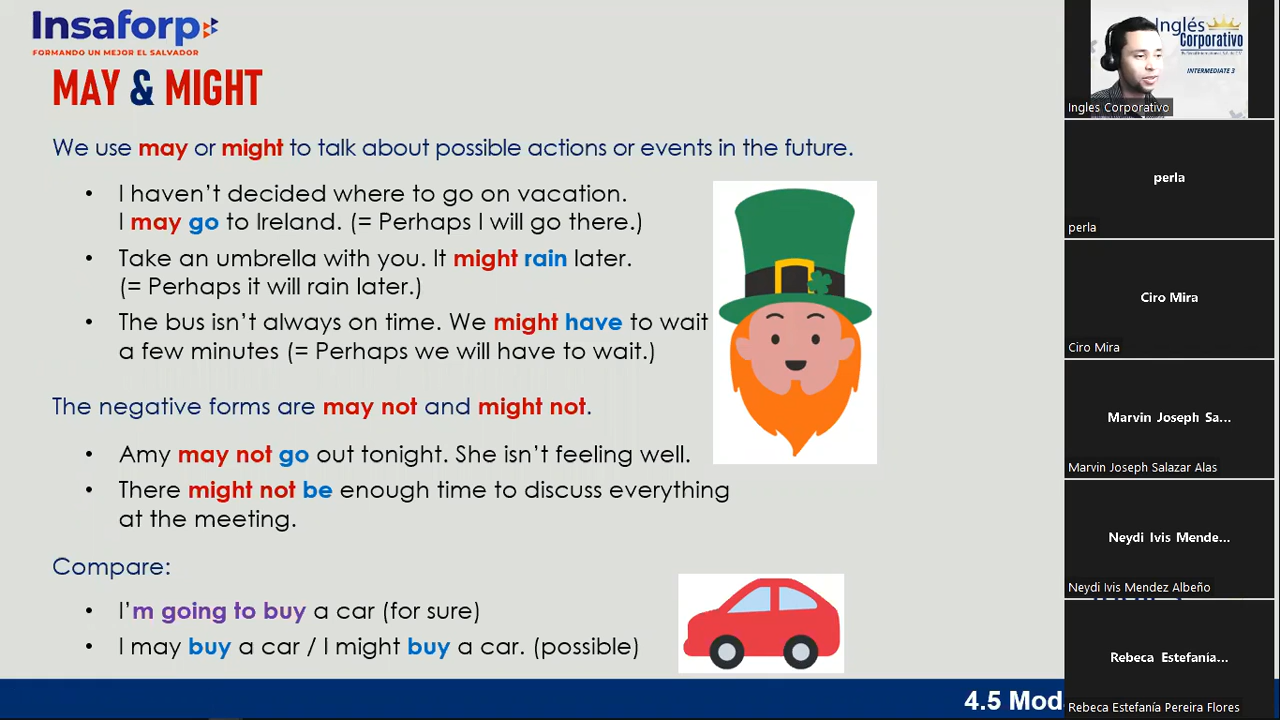 Insaforp
FORMANDO UN MEJOR EL SALVADOR
MAY & MIGHT
We use may or might to talk about possible actions or events in the future.
• I haven't decided where to go on vacation.
I may go to Ireland. (= Perhaps I will go there.)
• Take an umbrella with you. It might rain later.
(= Perhaps it will rain later.)
• The bus isn't always on time. We might have to wait
a few minutes (= Perhaps we will have to wait.)
The negative forms are may not and might not.
• Amy may not go out tonight. She isn't feeling well.
• There might not be enough time to discuss everything
at the meeting.
Compare:
• I'm going to buy a car (for sure)
• I may buy a car / I might buy a car. (possible)
4.5 Mod
Inglés
Corporativo
INTERMEDIATE 3
Ingles Corporativo
perla
perla
Ciro Mira
Ciro Mira
Marvin Joseph Sa...
Marvin Joseph Salazar Alas
Neydi Ivis Mende...
Neydi Ivis Mendez Albeño
Rebeca Estefanía...
Rebeca Estefanía Pereira Flores